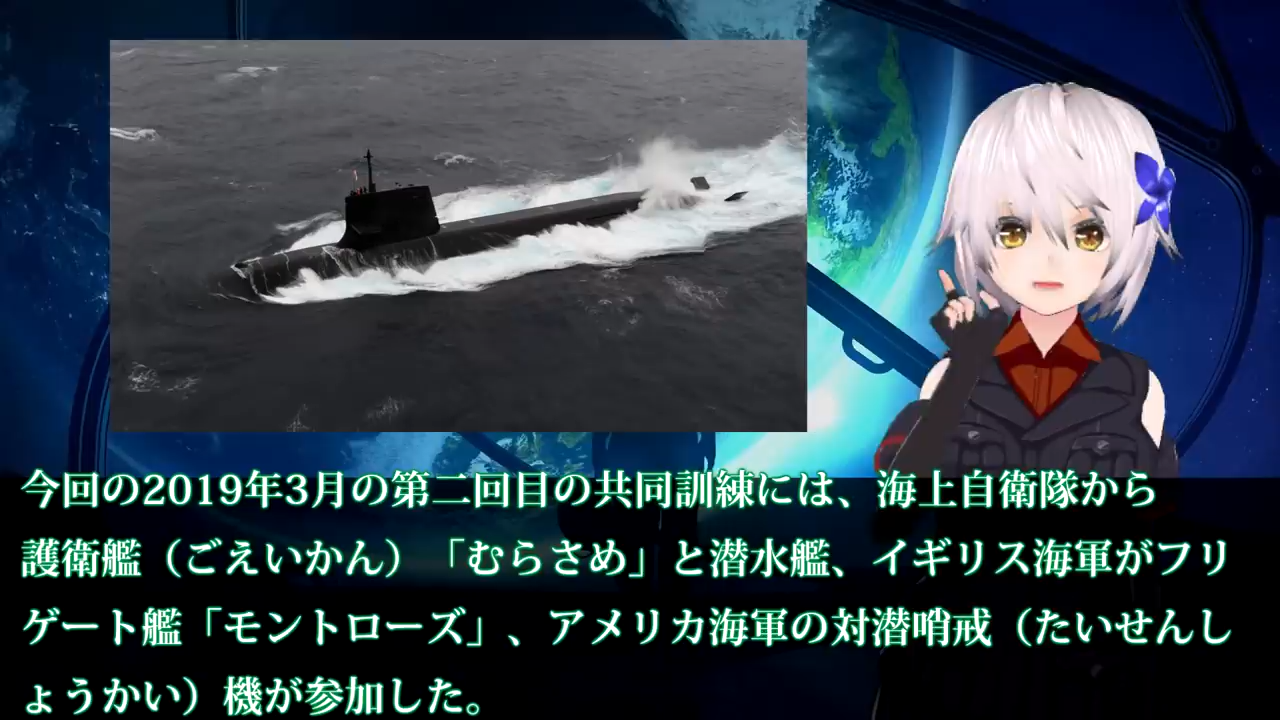 今回の2019年3月の第二回目の共同訓練には、海上自衛隊から
護衛艦（ごえいかん）「むらさめ」と潜水艦、イギリス海軍がフリ
ゲート艦「モントローズ」、アメリカ海軍の対潜哨戒（たいせんし
ょうかい）機が参加した。